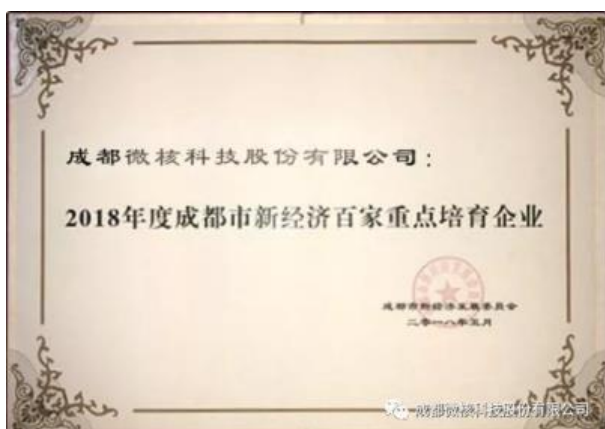 成都微核科技股份有限公司：
2018年度成都市新经济百家重点培育企业
成都市新经济发展委员会
二零一八年五月
成都微核科技股份有限公司